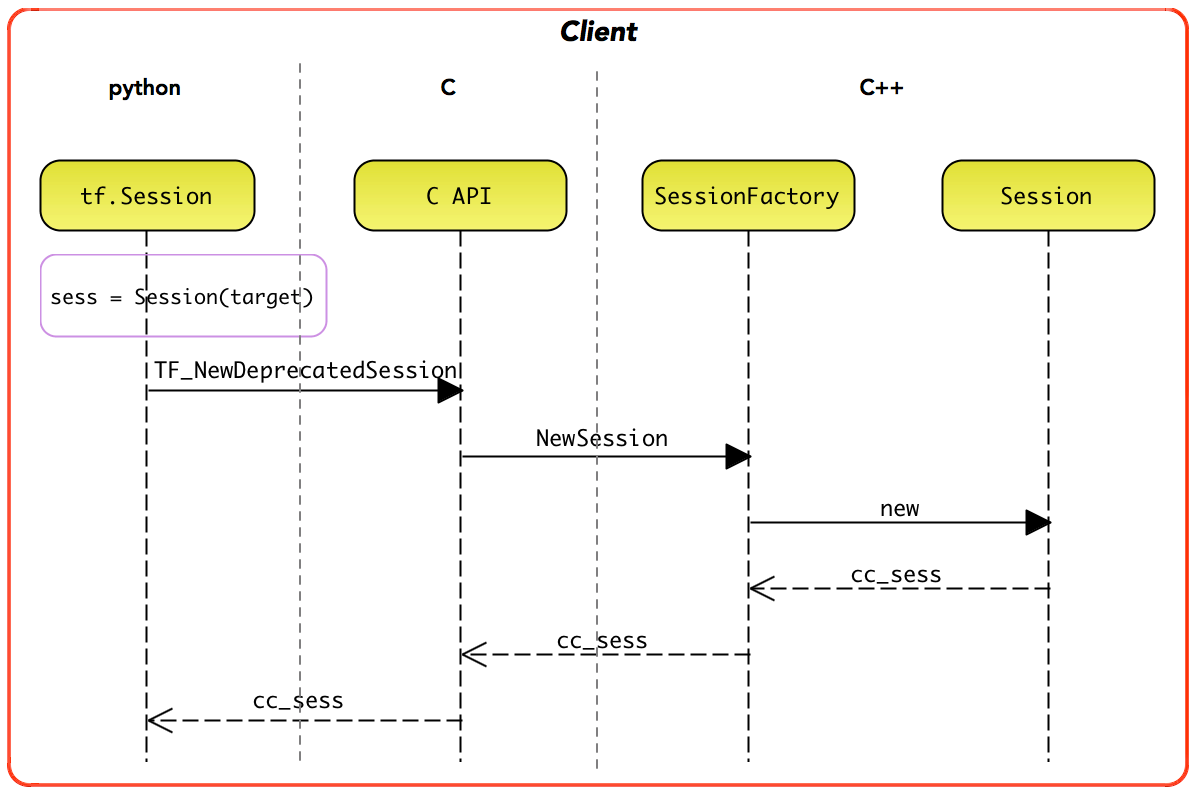 Client
python
C
C++
tf.Session
C API
SessionFactory
Session
sess = Session(target)
TF_NewDeprecatedSession
NewSession
new
cc_sess
cc_sess
cc_sess